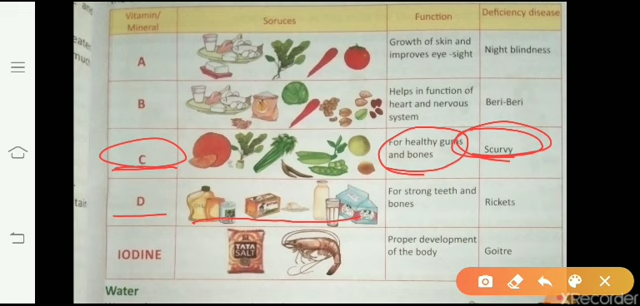 Vitamin/ Mineral
Soruces
Function
Deficiency disease
A
Growth of skin and
improves eye -sight
Night blindness
B
Helps in function of
heart and nervous
system
Beri-Beri
C
For healthy gums
and bones
Scurvy
D
For strong teeth and
bones
Rickets
IODINE
TATA
SALT
Proper development
of the body
Goitre
Water
Recorder